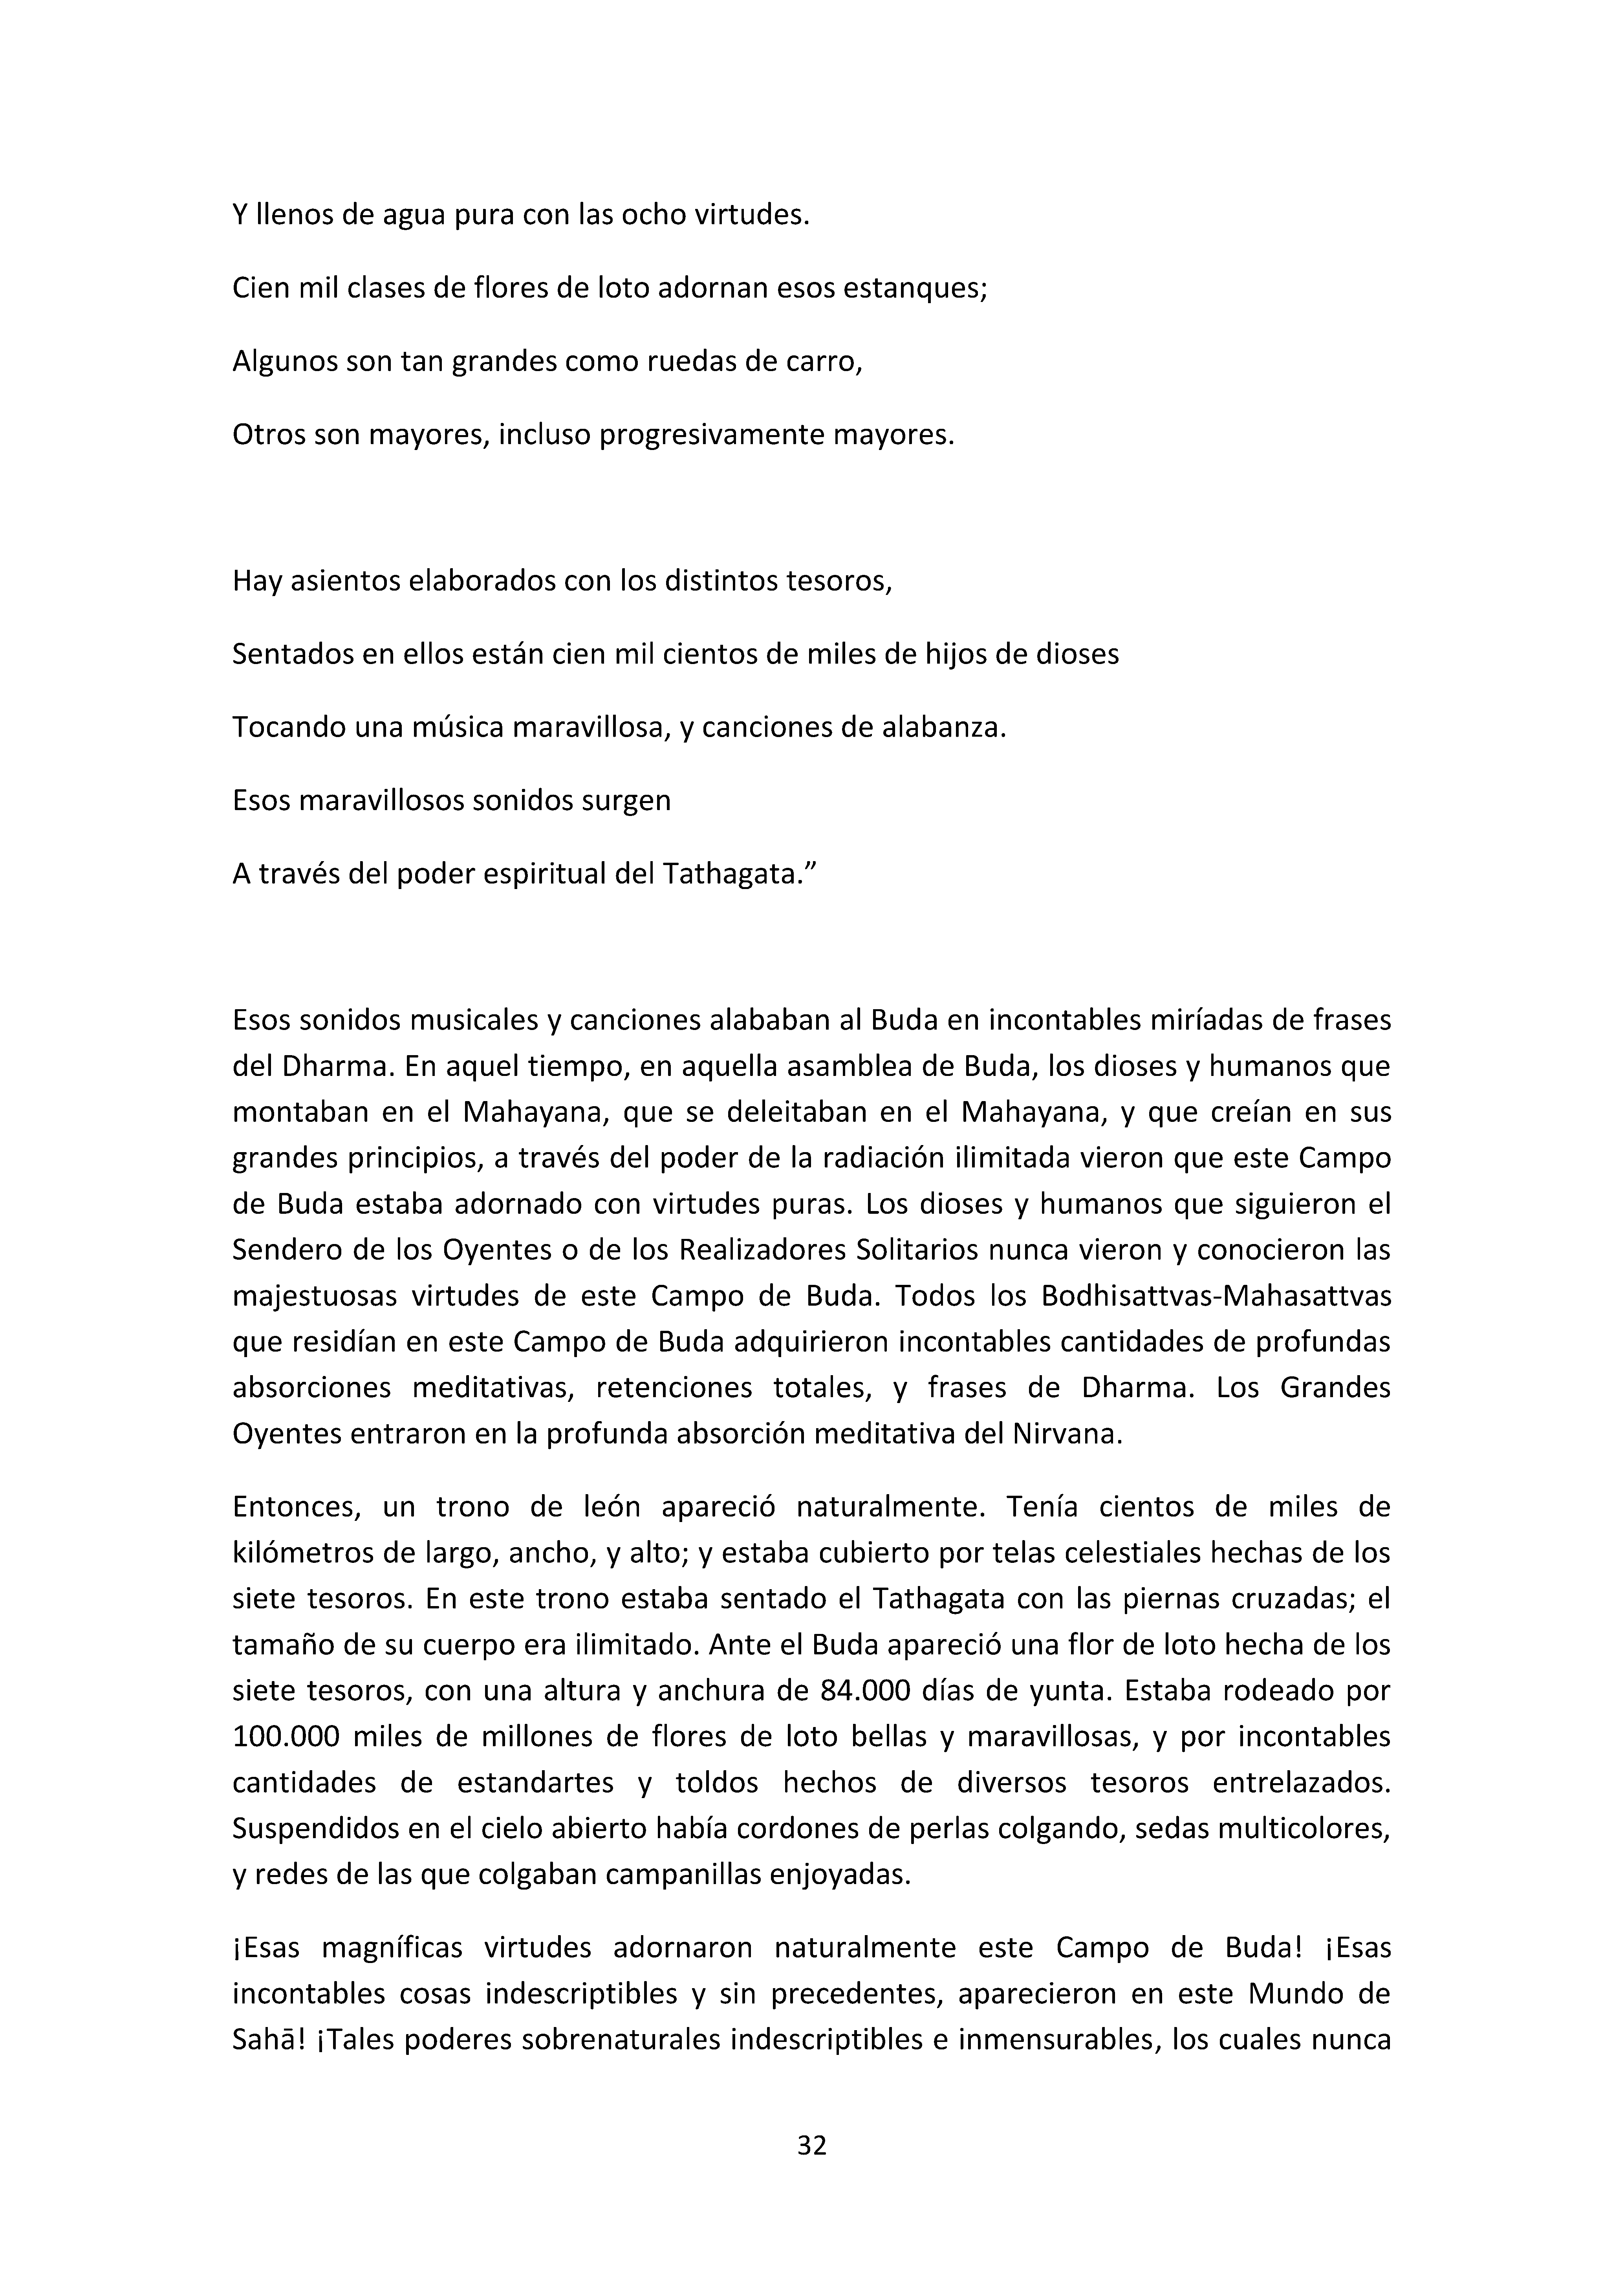 Y llenos de agua pura con las ocho virtudes.
Cien mil clases de flores de loto adornan esos estanques;
Algunos son tan grandes como ruedas de carro,
Otros son mayores, incluso progresivamente mayores.
Hay asientos elaborados con los distintos tesoros,
Sentados en ellos están cien mil cientos de miles de hijos de dioses
Tocando una música maravillosa, y canciones de alabanza.
Esos maravillosos sonidos surgen
A través del poder espiritual del Tathagata.”
Esos sonidos musicales y canciones alababan al Buda en incontables miríadas de frases
del Dharma. En aquel tiempo, en aquella asamblea de Buda, los dioses y humanos que
montaban en el Mahayana, que se deleitaban en el Mahayana, y que creían en sus
grandes principios, a través del poder de la radiación ilimitada vieron que este Campo
de Buda estaba adornado con virtudes puras. Los dioses y humanos que siguieron el
Sendero de los Oyentes o de los Realizadores Solitarios nunca vieron y conocieron las
majestuosas virtudes de este Campo de Buda. Todos los Bodhisattvas-Mahasattvas
que residían en este Campo de Buda adquirieron incontables cantidades de profundas
absorciones meditativas, retenciones totales, y frases de Dharma. Los Grandes
Oyentes entraron en la profunda absorción meditativa del Nirvana.
Entonces, un trono de león apareció naturalmente. Tenía cientos de miles de
kilómetros de largo, ancho, y alto; y estaba cubierto por telas celestiales hechas de los
siete tesoros. En este trono estaba sentado el Tathagata con las piernas cruzadas; el
tamaño de su cuerpo era ilimitado. Ante el Buda apareció una flor de loto hecha de los
siete tesoros, con una altura y anchura de 84.000 días de yunta. Estaba rodeado por
100.000 miles de millones de flores de loto bellas y maravillosas, y por incontables
cantidades de estandartes y toldos hechos de diversos tesoros entrelazados.
Suspendidos en el cielo abierto había cordones de perlas colgando, sedas multicolores,
y redes de las que colgaban campanillas enjoyadas.
¡Esas magníficas virtudes adornaron naturalmente este Campo de Buda! ¡Esas
incontables cosas indescriptibles y sin precedentes, aparecieron en este Mundo de
Sahā! ¡Tales poderes sobrenaturales indescriptibles e inmensurables, los cuales nunca
32